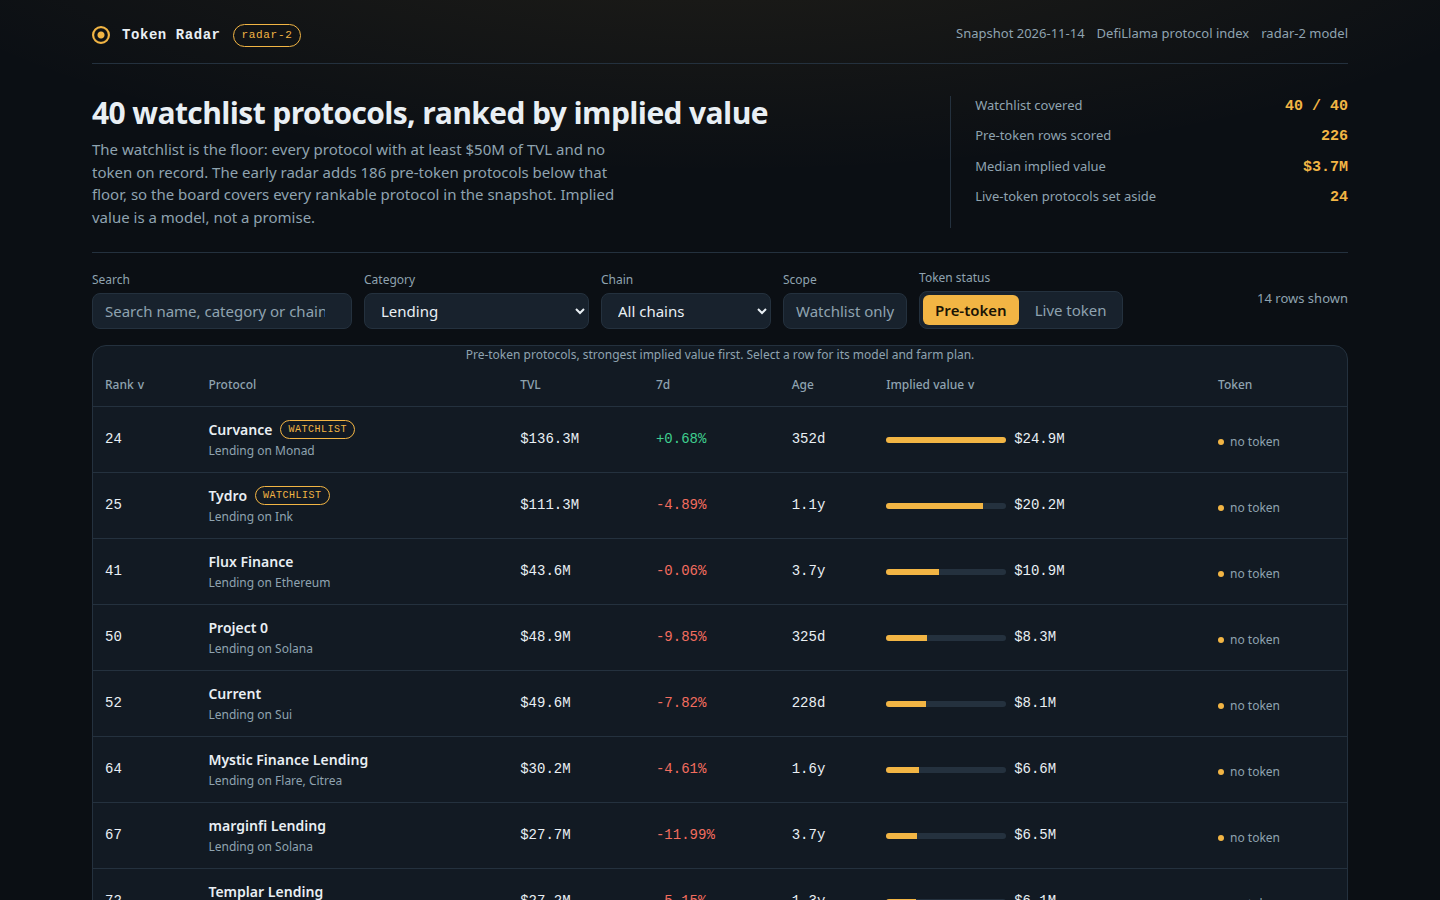 Token Radar radar-2
Snapshot 2026-11-14 DefiLlama protocol index radar-2 model
40 watchlist protocols, ranked by implied value
The watchlist is the floor: every protocol with at least $50M of TVL and no
token on record. The early radar adds 186 pre-token protocols below that
floor, so the board covers every rankable protocol in the snapshot. Implied
value is a model, not a promise.
Watchlist covered 40 / 40
Pre-token rows scored 226
Median implied value $3.7M
Live-token protocols set aside 24
Search Category Chain Scope Token status
Search name, category or chain Lending All chains Watchlist only Pre-token Live token 14 rows shown
Pre-token protocols, strongest implied value first. Select a row for its model and farm plan.
Rank v Protocol TVL 7d Age Implied value v Token
24 Curvance WATCHLIST $136.3M +0.68% 352d $24.9M no token
Lending on Monad
25 Tydro WATCHLIST $111.3M -4.89% 1.1y $20.2M no token
Lending on Ink
41 Flux Finance $43.6M -0.06% 3.7y $10.9M no token
Lending on Ethereum
50 Project 0 $48.9M -9.85% 325d $8.3M no token
Lending on Solana
52 Current $49.6M -7.82% 228d $8.1M no token
Lending on Sui
64 Mystic Finance Lending $30.2M -4.61% 1.6y $6.6M no token
Lending on Flare, Citrea
67 marginfi Lending $27.7M -11.99% 3.7y $6.5M no token
Lending on Solana
Templar Lending